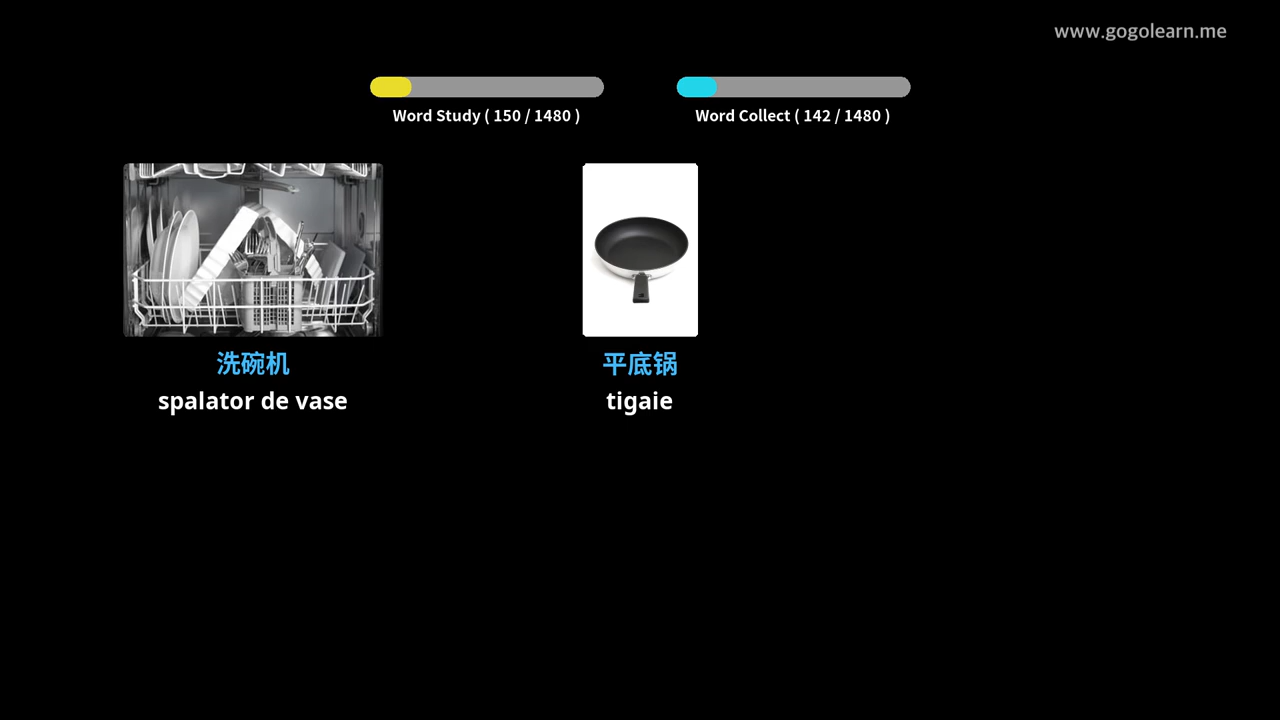 www.gogolearn.me
Word Study ( 150 / 1480 )
Word Collect ( 142 / 1480 )
洗碗机
spalator de vase
平底锅
tigaie